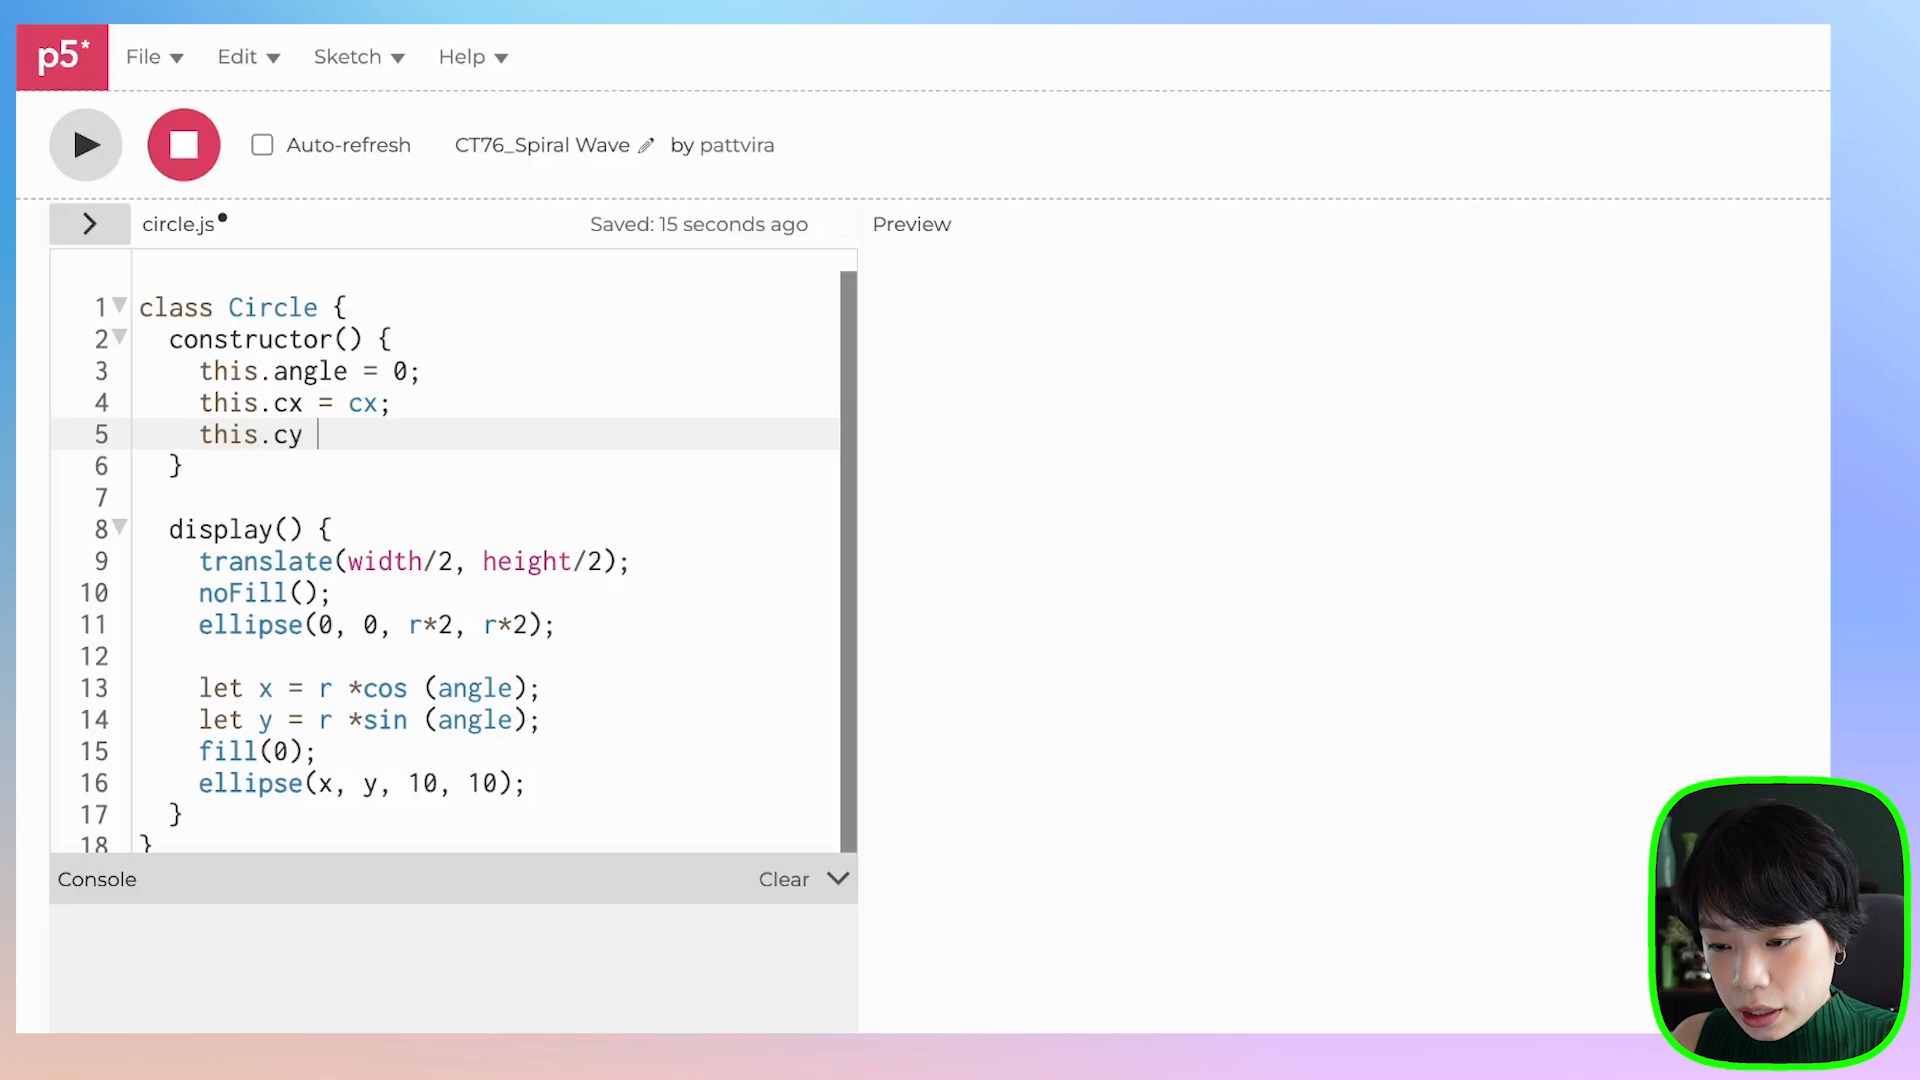 p5* File Edit Sketch Help
Auto-refresh CT76_Spiral Wave by pattvira
circle.js Saved: 15 seconds ago Preview
1 class Circle {
2 constructor() {
3 this.angle = 0;
4 this.cx = cx;
5 this.cy
6 }
7
8 display() {
9 translate(width/2, height/2);
10 noFill();
11 ellipse(0, 0, r*2, r*2);
12
13 let x = r *cos (angle);
14 let y = r *sin (angle);
15 fill(0);
16 ellipse(x, y, 10, 10);
17 }
18 }
Console Clear